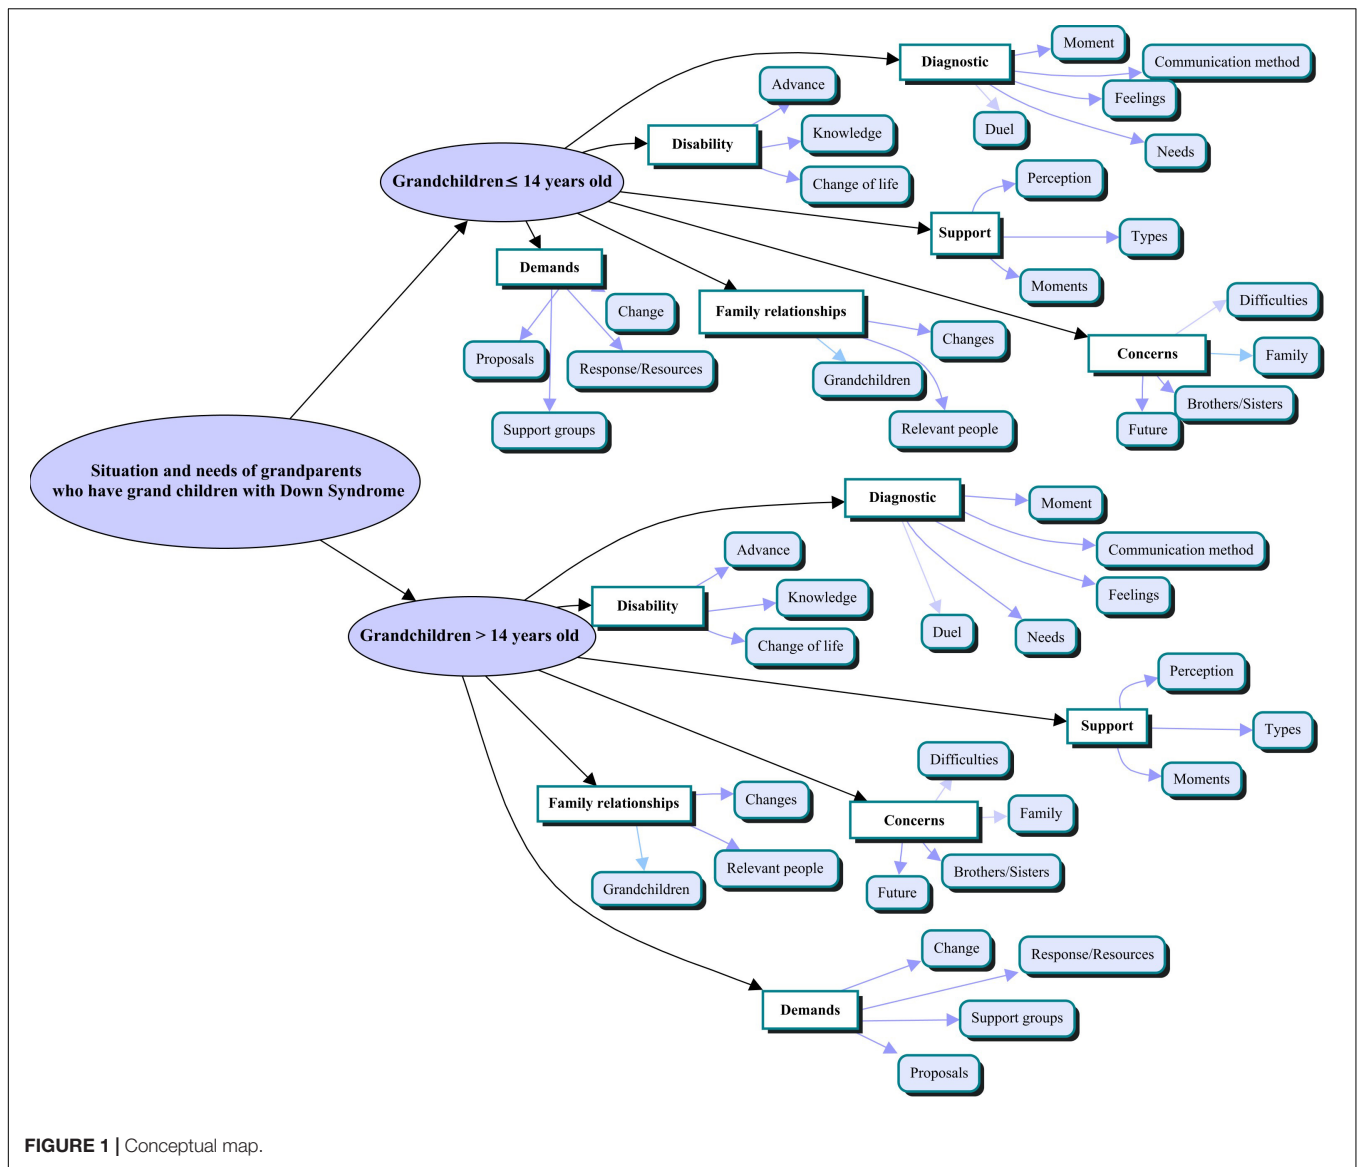 Moment
Diagnostic
Communication method
Advance
Feelings
Duel
Knowledge
Disability
Needs
Grandchildren ≤ 14 years old
Change of life
Perception
Support
Types
Demands
Moments
Change
Family relationships
Difficulties
Changes
Proposals
Response/Resources
Concerns
Family
Grandchildren
Brothers/Sisters
Support groups
Relevant people
Future
Situation and needs of grandparents
who have grand children with Down Syndrome
Diagnostic
Moment
Advance
Communication method
Knowledge
Feelings
Disability
Grandchildren > 14 years old
Duel
Needs
Change of life
Perception
Support
Types
Difficulties
Moments
Family relationships
Changes
Concerns
Family
Relevant people
Brothers/Sisters
Grandchildren
Future
Change
Response/Resources
Demands
Support groups
Proposals
FIGURE 1 | Conceptual map.